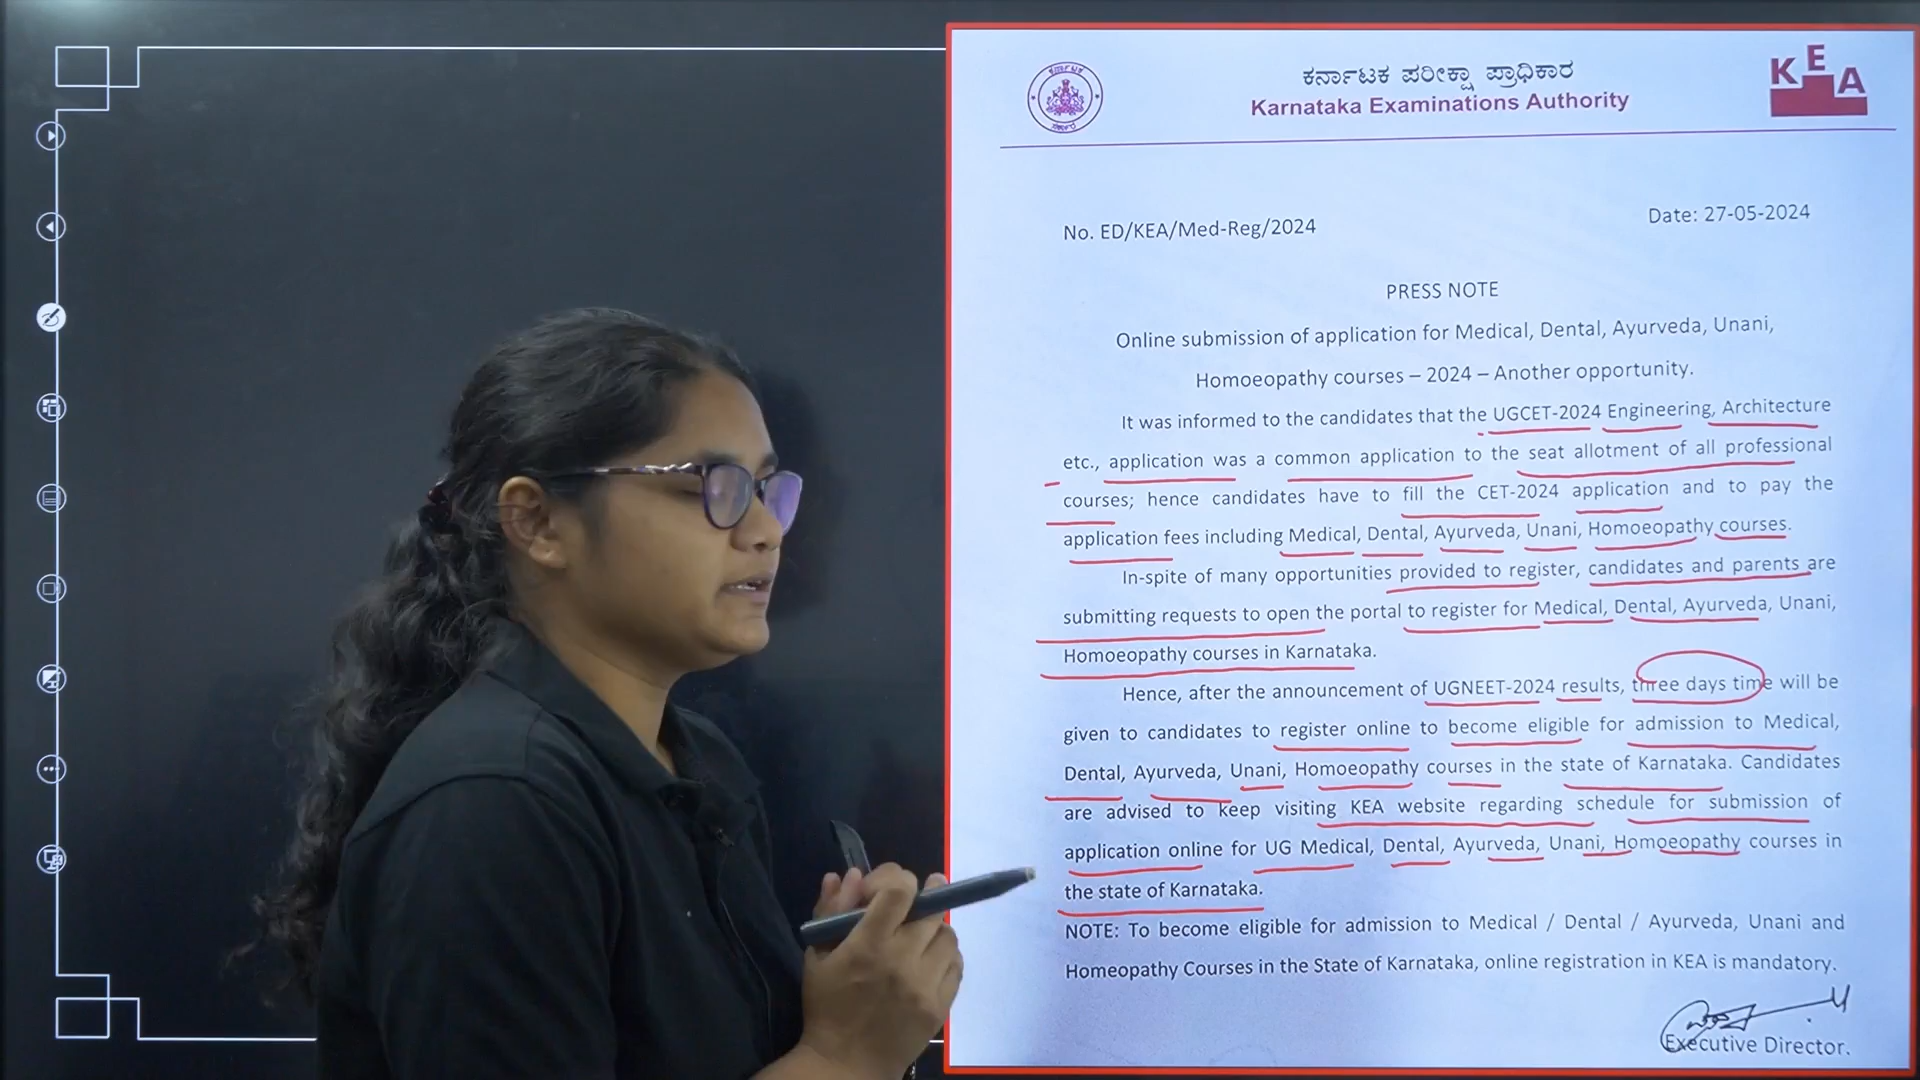 ಕರ್ನಾಟಕ ಪರೀಕ್ಷಾ ಪ್ರಾಧಿಕಾರ
Karnataka Examinations Authority
KEA
No. ED/KEA/Med-Reg/2024
Date: 27-05-2024
PRESS NOTE
Online submission of application for Medical, Dental, Ayurveda, Unani,
Homoeopathy courses – 2024 – Another opportunity.
It was informed to the candidates that the UGCET-2024 Engineering, Architecture
etc., application was a common application to the seat allotment of all professional
courses; hence candidates have to fill the CET-2024 application and to pay the
application fees including Medical, Dental, Ayurveda, Unani, Homoeopathy courses.
In-spite of many opportunities provided to register, candidates and parents are
submitting requests to open the portal to register for Medical, Dental, Ayurveda, Unani,
Homoeopathy courses in Karnataka.
Hence, after the announcement of UGNEET-2024 results, three days time will be
given to candidates to register online to become eligible for admission to Medical,
Dental, Ayurveda, Unani, Homoeopathy courses in the state of Karnataka. Candidates
are advised to keep visiting KEA website regarding schedule for submission of
application online for UG Medical, Dental, Ayurveda, Unani, Homoeopathy courses in
the state of Karnataka.
NOTE: To become eligible for admission to Medical / Dental / Ayurveda, Unani and
Homeopathy Courses in the State of Karnataka, online registration in KEA is mandatory.
Executive Director.